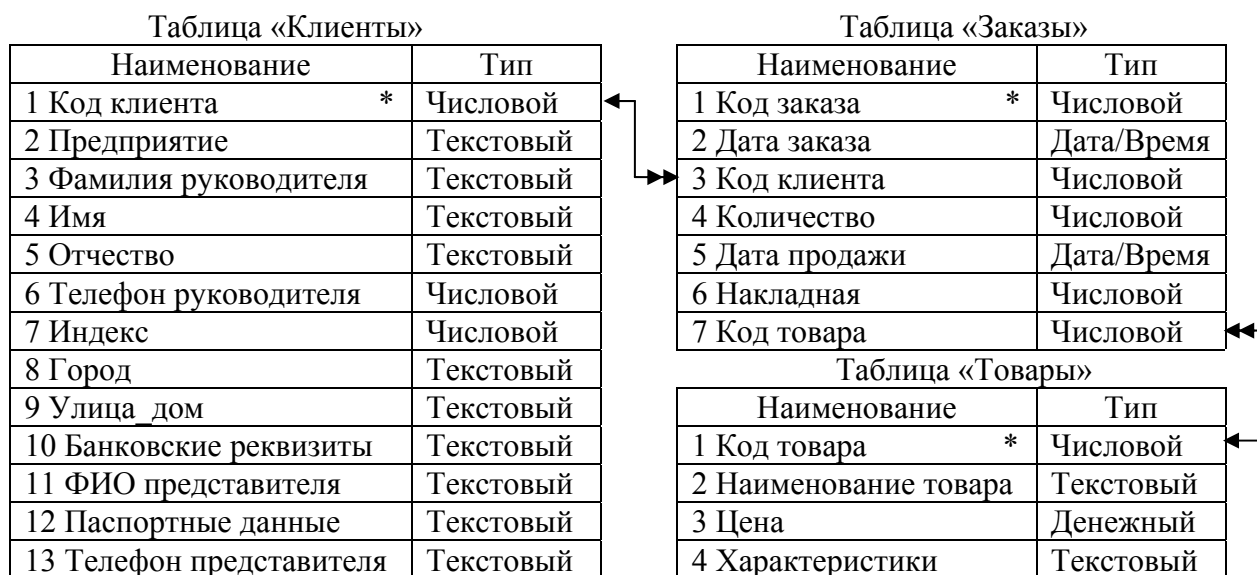 Таблица «Клиенты»
Наименование Тип
1 Код клиента * Числовой
2 Предприятие Текстовый
3 Фамилия руководителя Текстовый
4 Имя Текстовый
5 Отчество Текстовый
6 Телефон руководителя Числовой
7 Индекс Числовой
8 Город Текстовый
9 Улица_дом Текстовый
10 Банковские реквизиты Текстовый
11 ФИО представителя Текстовый
12 Паспортные данные Текстовый
13 Телефон представителя Текстовый
Таблица «Заказы»
Наименование Тип
1 Код заказа * Числовой
2 Дата заказа Дата/Время
3 Код клиента Числовой
4 Количество Числовой
5 Дата продажи Дата/Время
6 Накладная Числовой
7 Код товара Числовой
Таблица «Товары»
Наименование Тип
1 Код товара * Числовой
2 Наименование товара Текстовый
3 Цена Денежный
4 Характеристики Текстовый